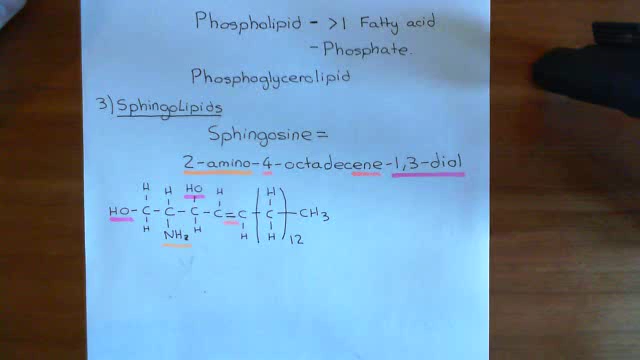 Phospholipid - >1 Fatty acid
- Phosphate.
Phosphoglycerolipid
3) Sphingolipids
Sphingosine =
2-amino-4-octadecene-1,3-diol
H H HO H H
HO-C-C-C-C=C-C-CH3
H NH2 H H H 12